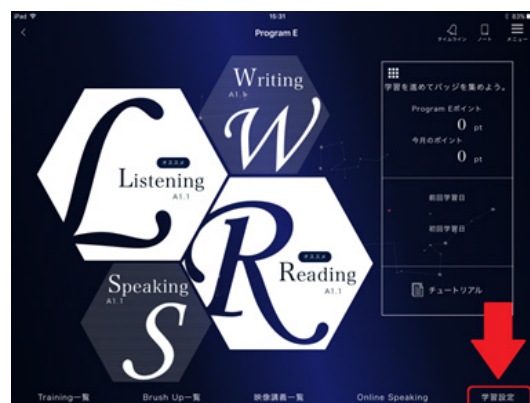 iPad
15:31
83%
Program E
タイムライン
ノート
メニュー
Writing
A1.1
W
オススメ
Listening
A1.1
L
オススメ
Reading
A1.1
R
Speaking
A1.1
S
学習を進めてバッジを集めよう。
Program Eポイント
0 pt
今月のポイント
0 pt
前回学習日
初回学習日
チュートリアル
Training一覧
Brush Up一覧
映像講義一覧
Online Speaking
学習設定